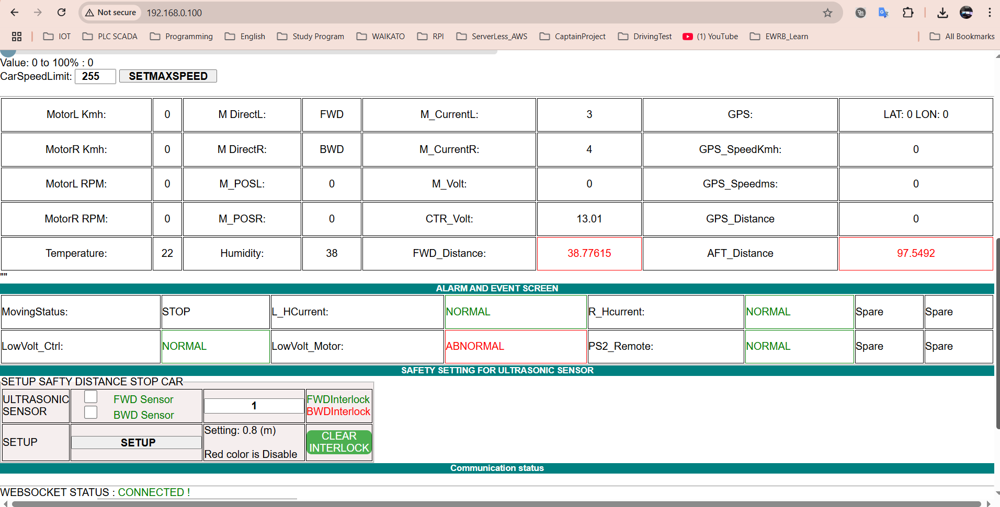 Not secure 192.168.0.100
IOT PLC SCADA Programming English Study Program WAIKATO RPI ServerLess_AWS CaptainProject DrivingTest (1) YouTube EWRB_Learn All Bookmarks
Value: 0 to 100% : 0
CarSpeedLimit: 255 SETMAXSPEED
MotorL Kmh: 0 M DirectL: FWD M_CurrentL: 3 GPS: LAT: 0 LON: 0
MotorR Kmh: 0 M DirectR: BWD M_CurrentR: 4 GPS_SpeedKmh: 0
MotorL RPM: 0 M_POSL: 0 M_Volt: 0 GPS_Speedms: 0
MotorR RPM: 0 M_POSR: 0 CTR_Volt: 13.01 GPS_Distance 0
Temperature: 22 Humidity: 38 FWD_Distance: 38.77615 AFT_Distance 97.5492
""
ALARM AND EVENT SCREEN
MovingStatus: STOP L_HCurrent: NORMAL R_Hcurrent: NORMAL Spare Spare
LowVolt_Ctrl: NORMAL LowVolt_Motor: ABNORMAL PS2_Remote: NORMAL Spare Spare
SAFETY SETTING FOR ULTRASONIC SENSOR
SETUP SAFTY DISTANCE STOP CAR
ULTRASONIC SENSOR
FWD Sensor
BWD Sensor
1
FWDInterlock
BWDInterlock
SETUP
SETUP
Setting: 0.8 (m)
Red color is Disable
CLEAR
INTERLOCK
Communication status
WEBSOCKET STATUS : CONNECTED !